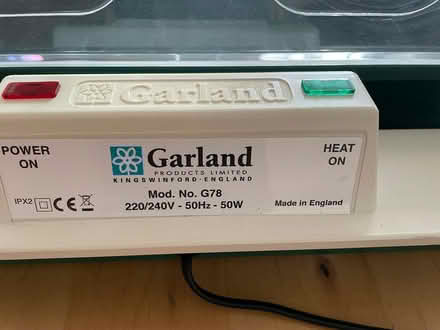 Garland
POWER
ON
Garland
PRODUCTS LIMITED
KINGSWINFORD·ENGLAND
HEAT
ON
Mod. No. G78
IPX2 CE
220/240V - 50Hz - 50W
Made in England